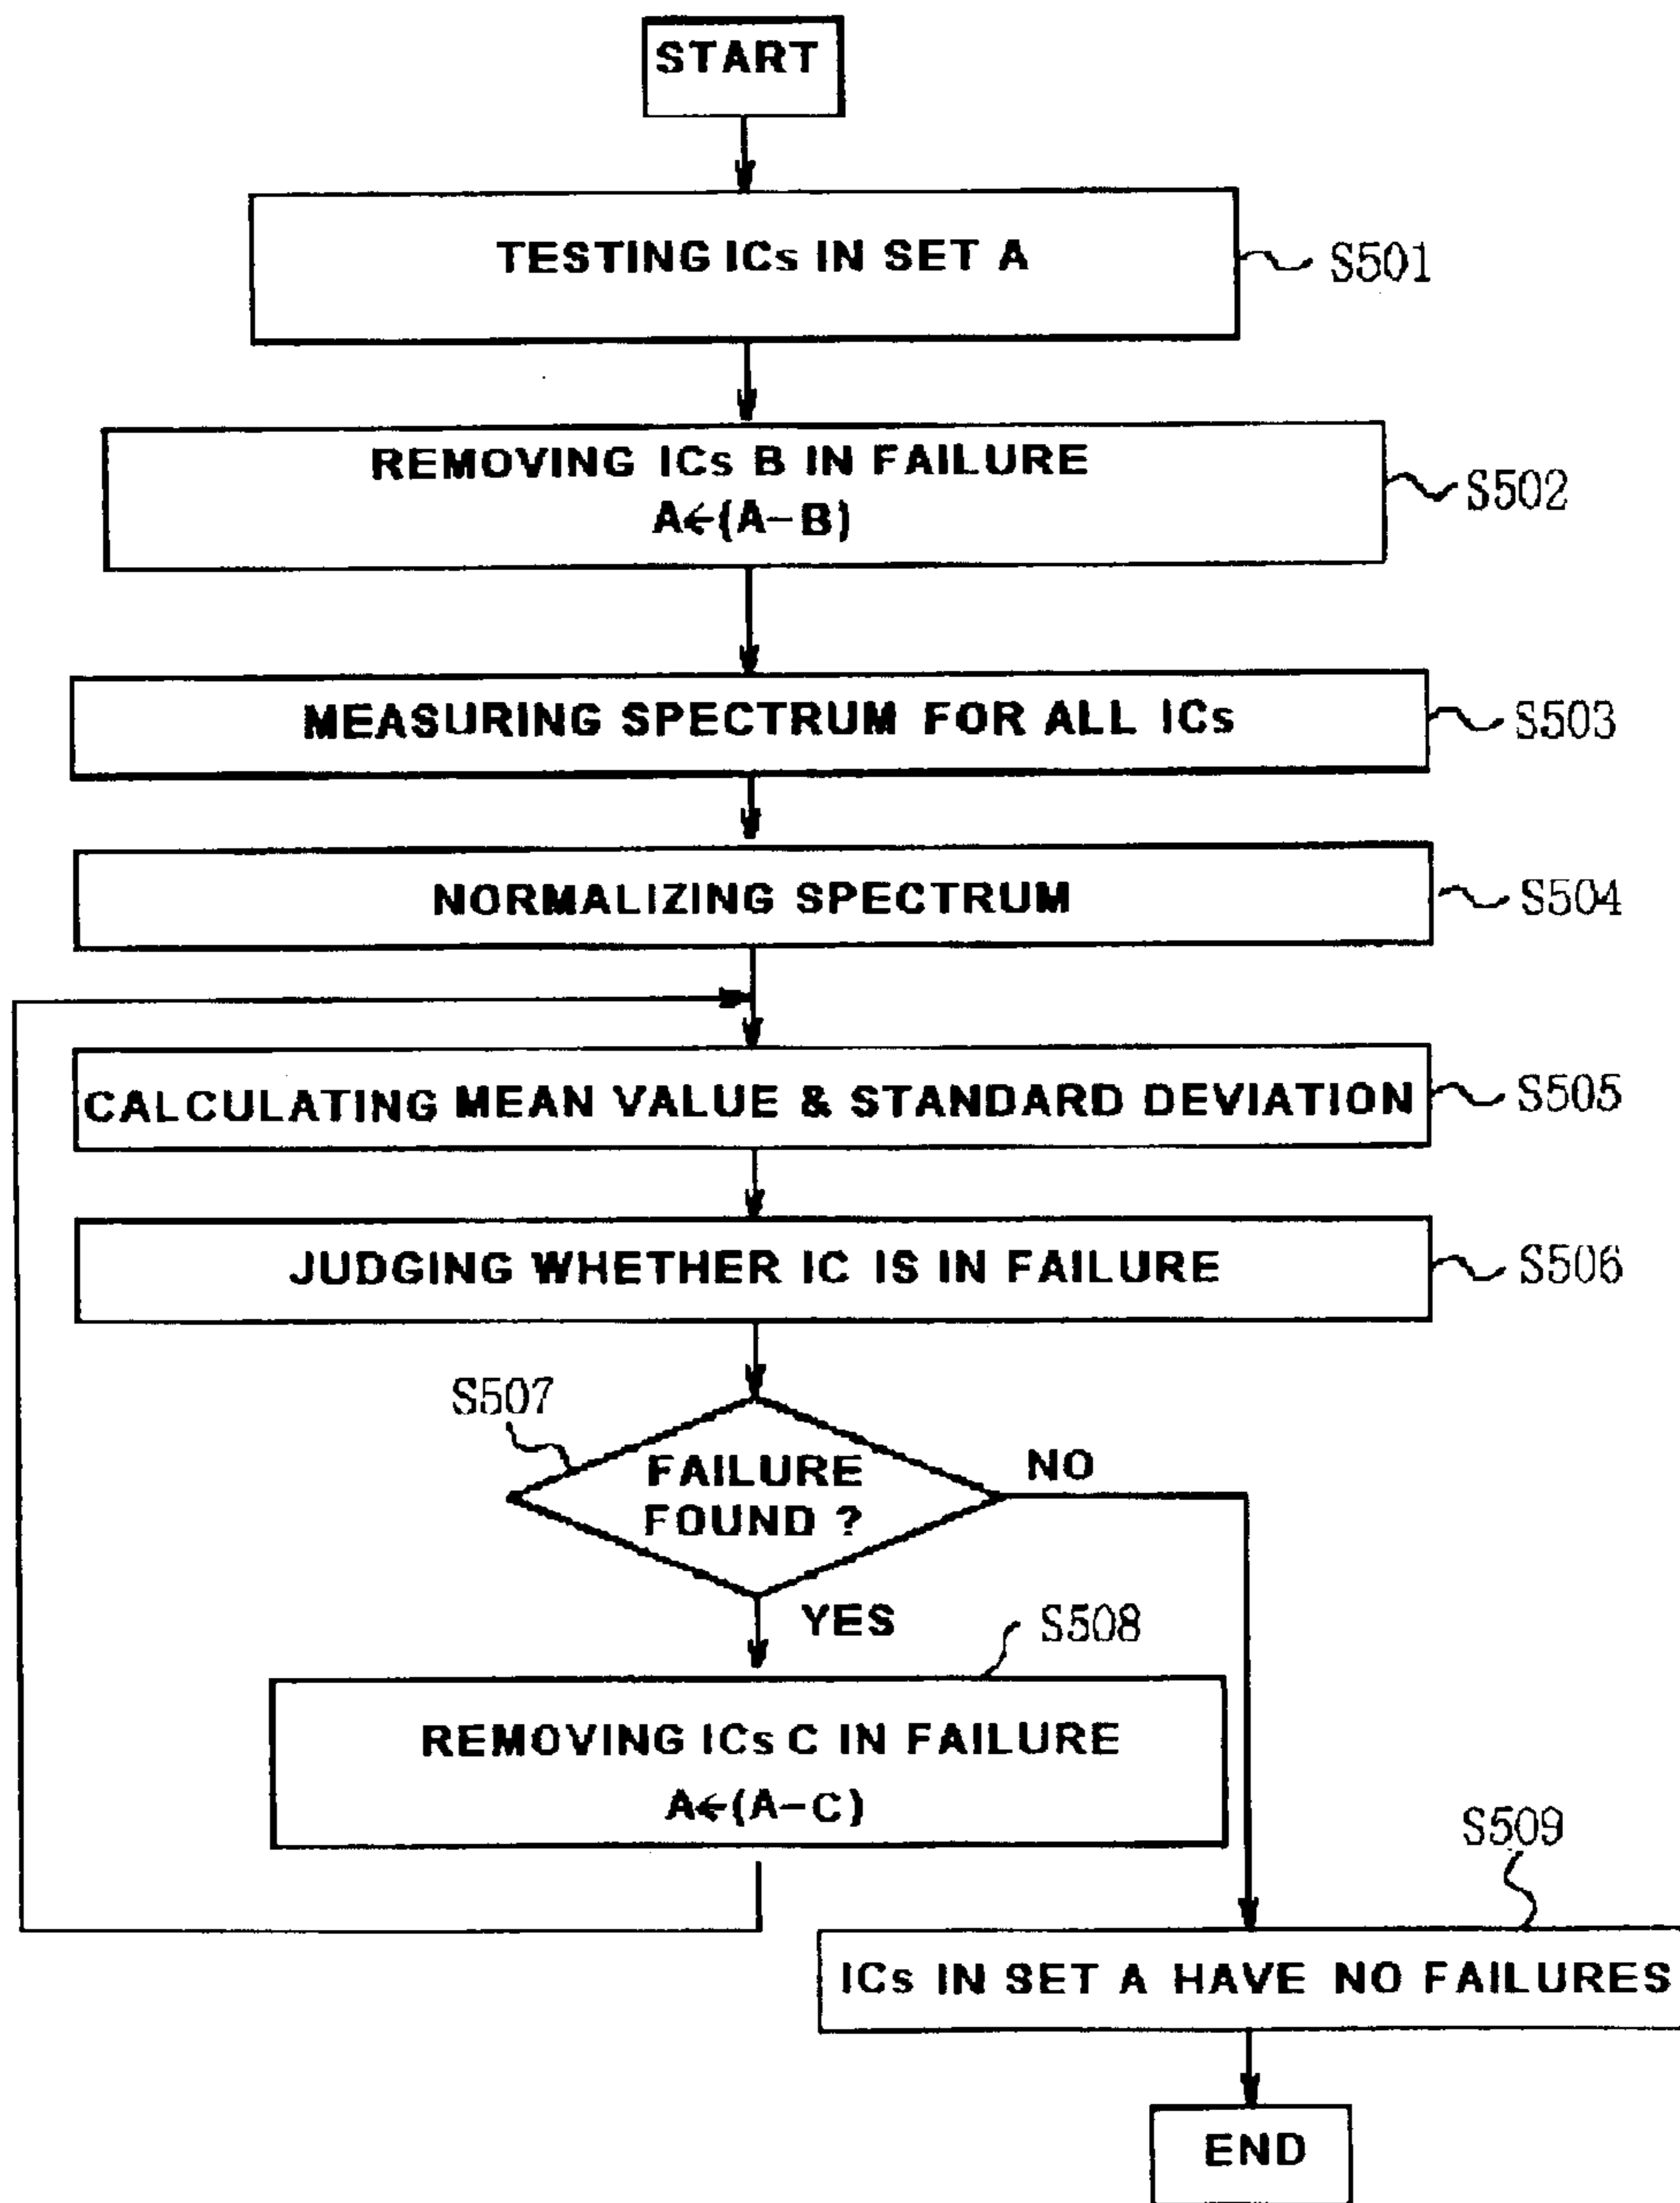 START
TESTING ICs IN SET A
S501
REMOVING ICs B IN FAILURE
A←(A-B)
S502
MEASURING SPECTRUM FOR ALL ICs
S503
NORMALIZING SPECTRUM
S504
CALCULATING MEAN VALUE & STANDARD DEVIATION
S505
JUDGING WHETHER IC IS IN FAILURE
S506
S507
FAILURE
FOUND ?
NO
YES
S508
REMOVING ICs C IN FAILURE
A←(A-C)
S509
ICs IN SET A HAVE NO FAILURES
END